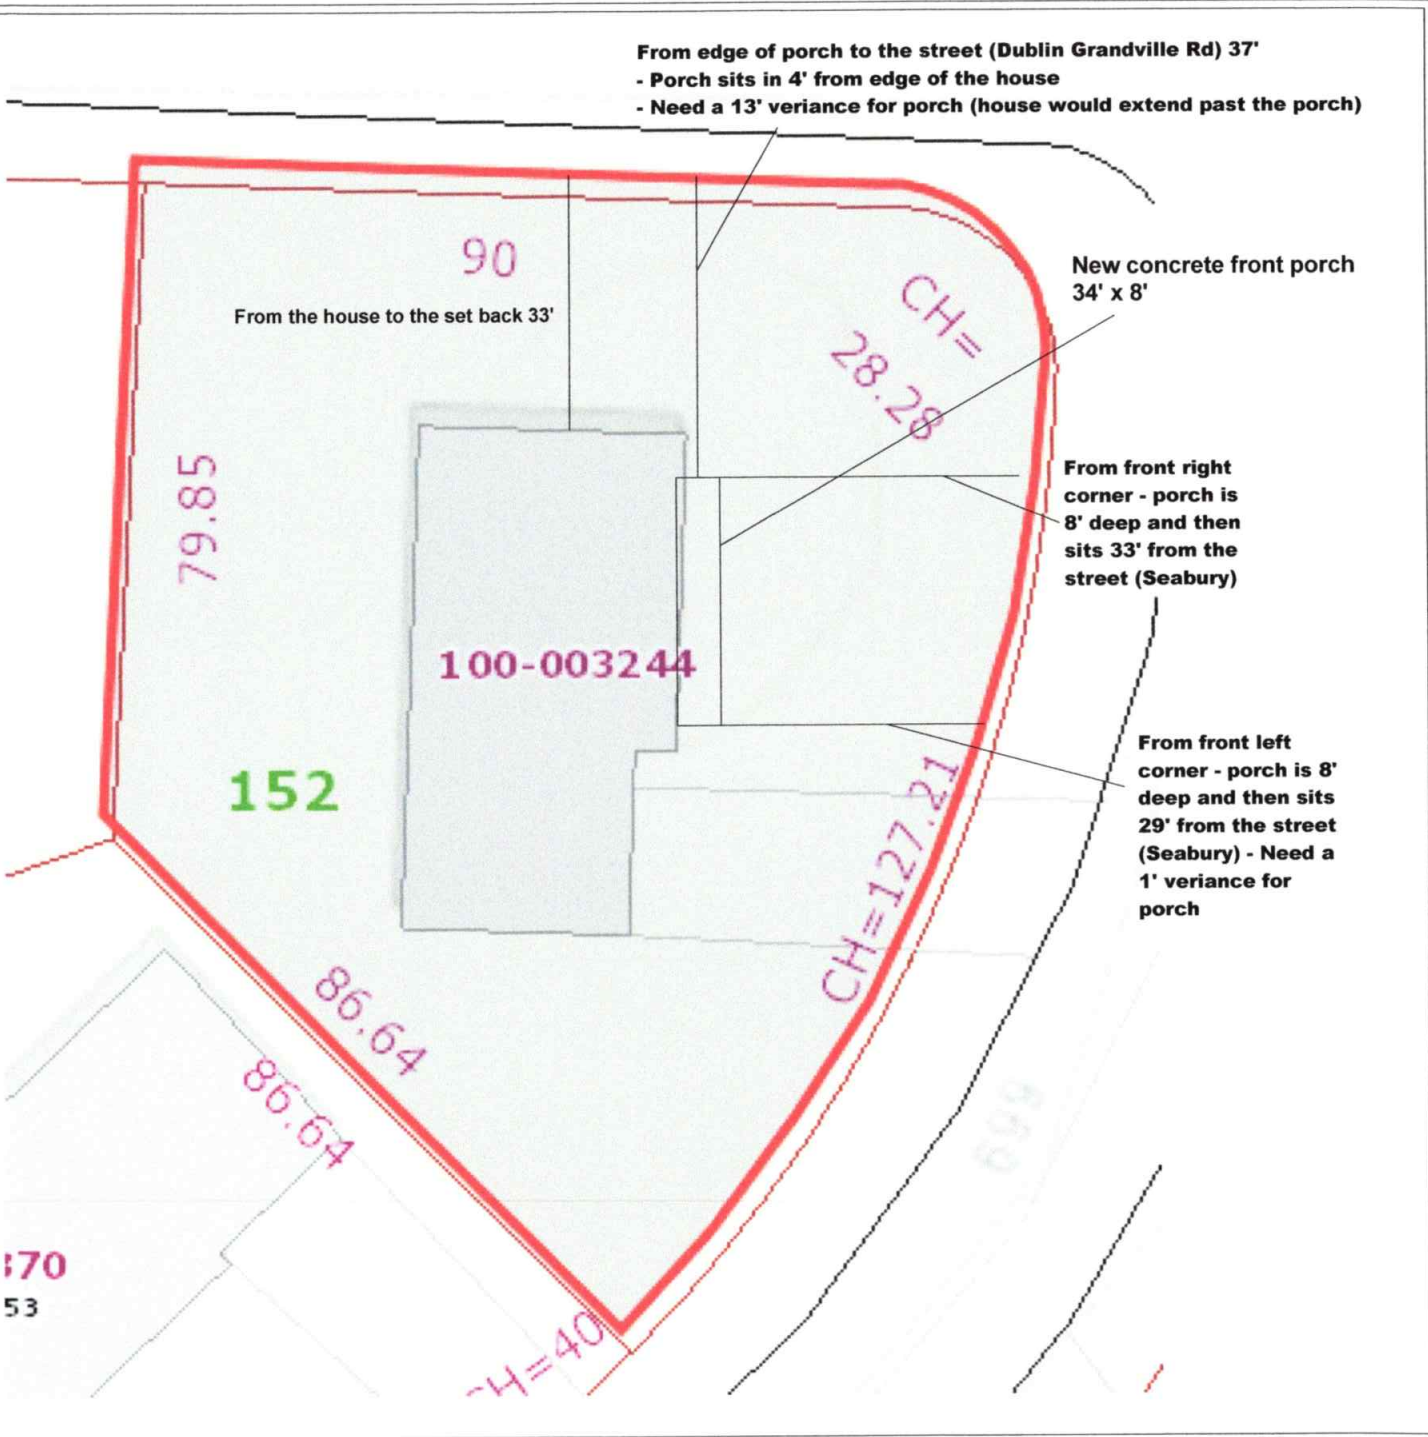 From edge of porch to the street (Dublin Grandville Rd) 37'
- Porch sits in 4' from edge of the house
- Need a 13' veriance for porch (house would extend past the porch)
90
From the house to the set back 33'
CH=
28.28
New concrete front porch
34' x 8'
79.85
From front right
corner - porch is
8' deep and then
sits 33' from the
street (Seabury)
100-003244
152
From front left
corner - porch is 8'
deep and then sits
29' from the street
(Seabury) - Need a
1' veriance for
porch
CH=127.21
86.64
86.64
699
370
53
CH=40